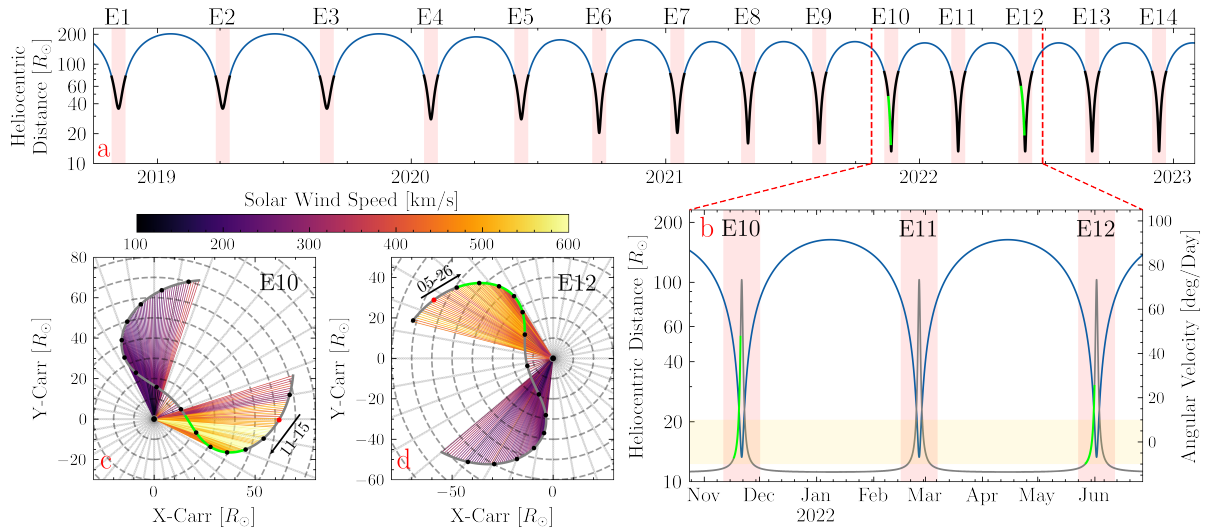 E1 E2 E3 E4 E5 E6 E7 E8 E9 E10 E11 E12 E13 E14
Heliocentric
Distance [R☉]
200
100
60
40
20
10
a
2019 2020 2021 2022 2023
Solar Wind Speed [km/s]
100 200 300 400 500 600
E10
Y-Carr [R☉]
80
60
40
20
0
−20
c
11-15
0 50
X-Carr [R☉]
E12
Y-Carr [R☉]
40
20
0
−20
−40
−60
d
05-26
−50 0
X-Carr [R☉]
b
E10 E11 E12
Heliocentric Distance [R☉]
200
100
60
40
20
10
Angular Velocity [deg/Day]
100
80
60
40
20
0
Nov Dec Jan Feb Mar Apr May Jun
2022